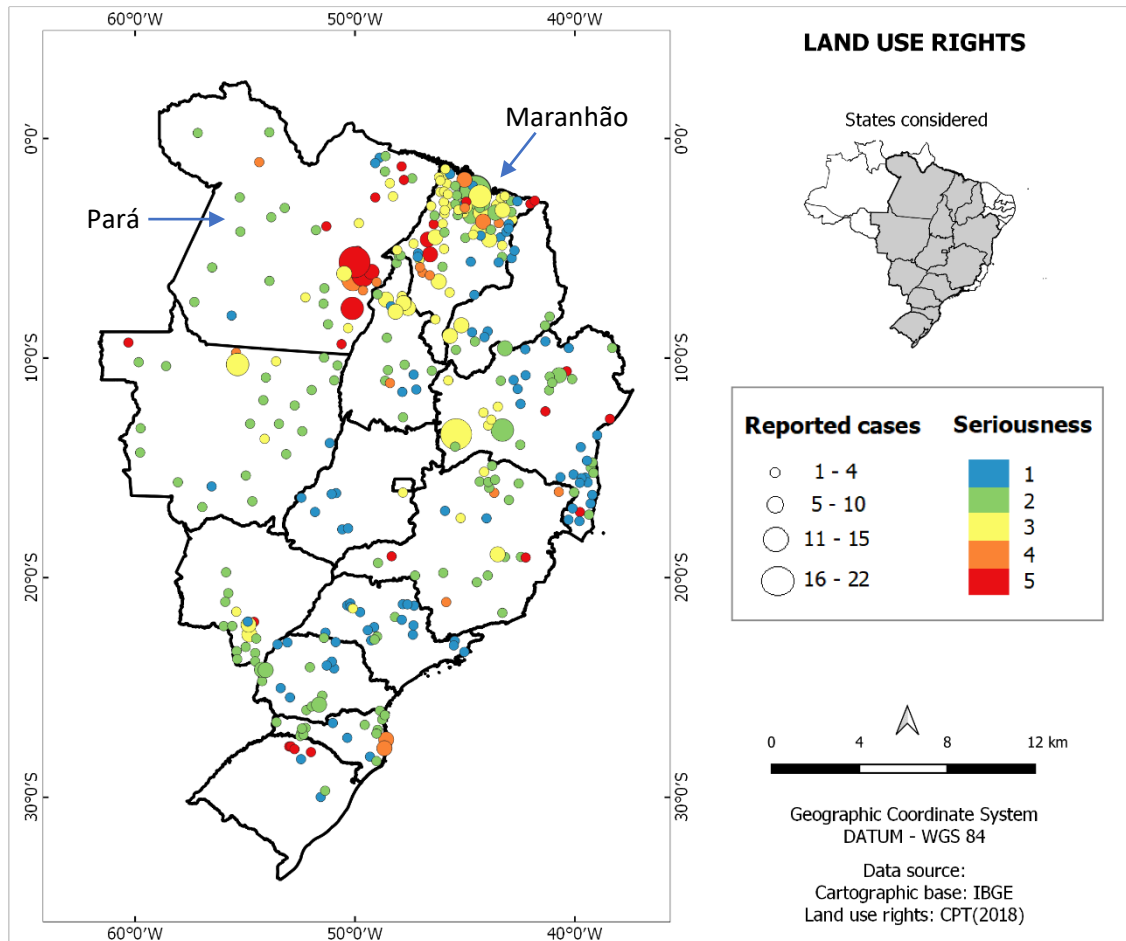 60°0'W 50°0'W 40°0'W
LAND USE RIGHTS
States considered
Maranhão
Pará
0°0' 0°0'
10°0'S 10°0'S
20°0'S 20°0'S
30°0'S 30°0'S
60°0'W 50°0'W 40°0'W
Reported cases Seriousness
1 - 4 1
5 - 10 2
11 - 15 3
16 - 22 4
5
0 4 8 12 km
Geographic Coordinate System
DATUM - WGS 84
Data source:
Cartographic base: IBGE
Land use rights: CPT(2018)